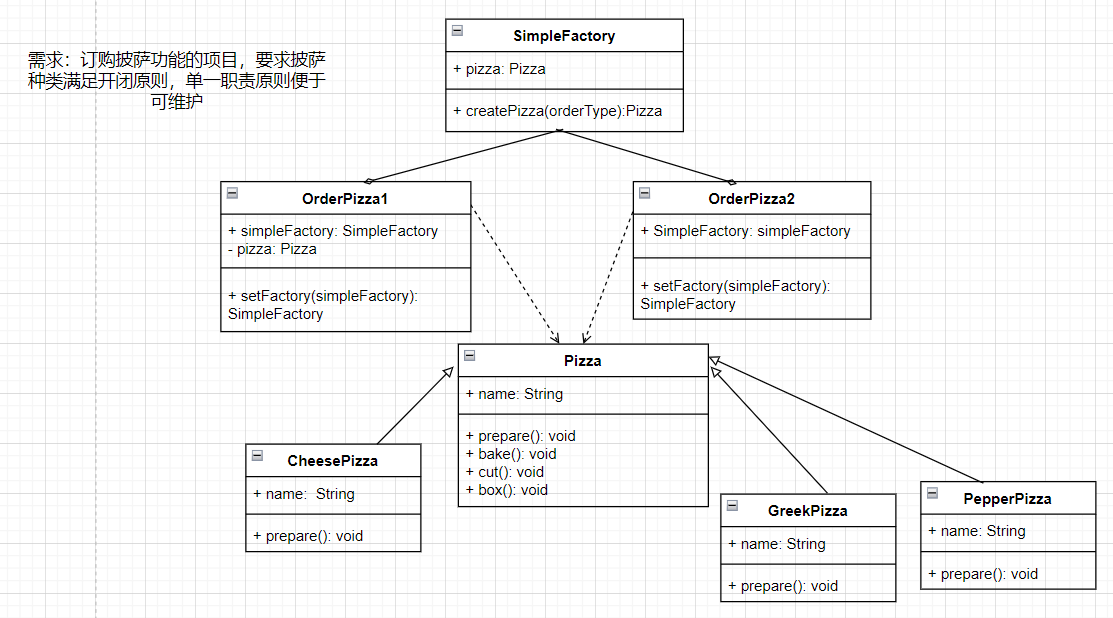 需求：订购披萨功能的项目，要求披萨
种类满足开闭原则，单一职责原则便于
可维护
SimpleFactory
+ pizza: Pizza
+ createPizza(orderType):Pizza
OrderPizza1
+ simpleFactory: SimpleFactory
- pizza: Pizza
+ setFactory(simpleFactory):
SimpleFactory
OrderPizza2
+ SimpleFactory: simpleFactory
+ setFactory(simpleFactory):
SimpleFactory
Pizza
+ name: String
+ prepare(): void
+ bake(): void
+ cut(): void
+ box(): void
CheesePizza
+ name: String
+ prepare(): void
GreekPizza
+ name: String
+ prepare(): void
PepperPizza
+ name: String
+ prepare(): void